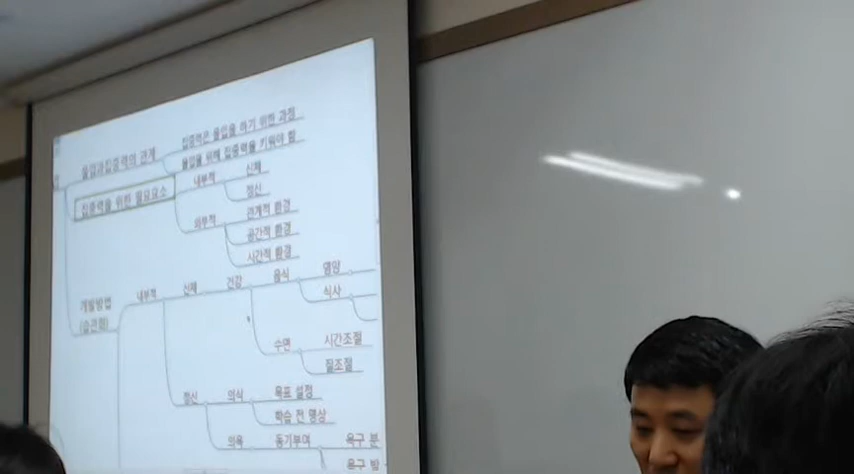 몰입과집중력의 관계
집중력은 몰입을 하기 위한 과정
몰입을 위해 집중력을 키워야 함
집중력을 위한 필요요소
내부적
신체
정신
외부적
관계적 환경
공간적 환경
시간적 환경
개발방법
(습관화)
내부적
신체
건강
음식
영양
식사
수면
시간조절
질조절
정신
의식
목표 설정
학습 전 명상
의욕
동기부여
욕구 분
욕구 발